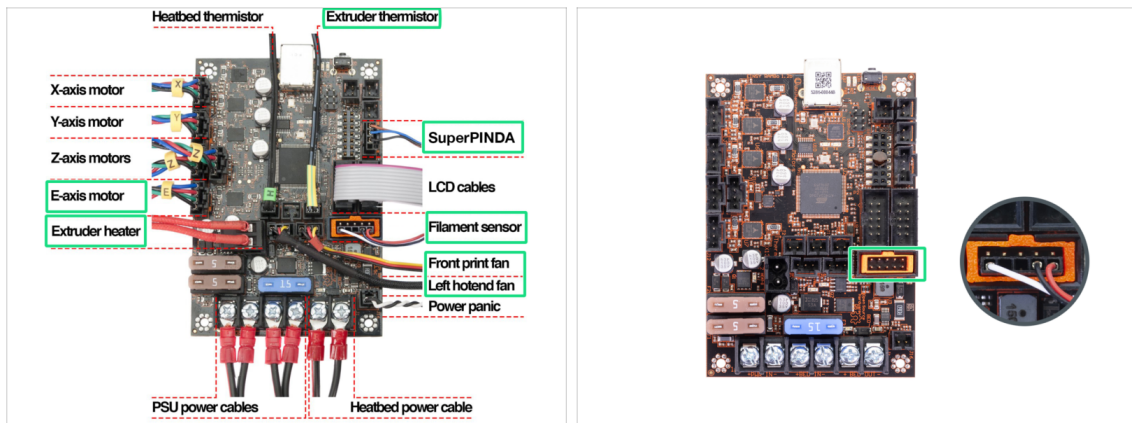 Heatbed thermistor
Extruder thermistor
X-axis motor
X
Y-axis motor
Y
SuperPINDA
Z-axis motors
Z
Z
LCD cables
E-axis motor
E
H
Extruder heater
Filament sensor
Front print fan
5
5
15
Left hotend fan
Power panic
PSU power cables
Heatbed power cable
5
5
15